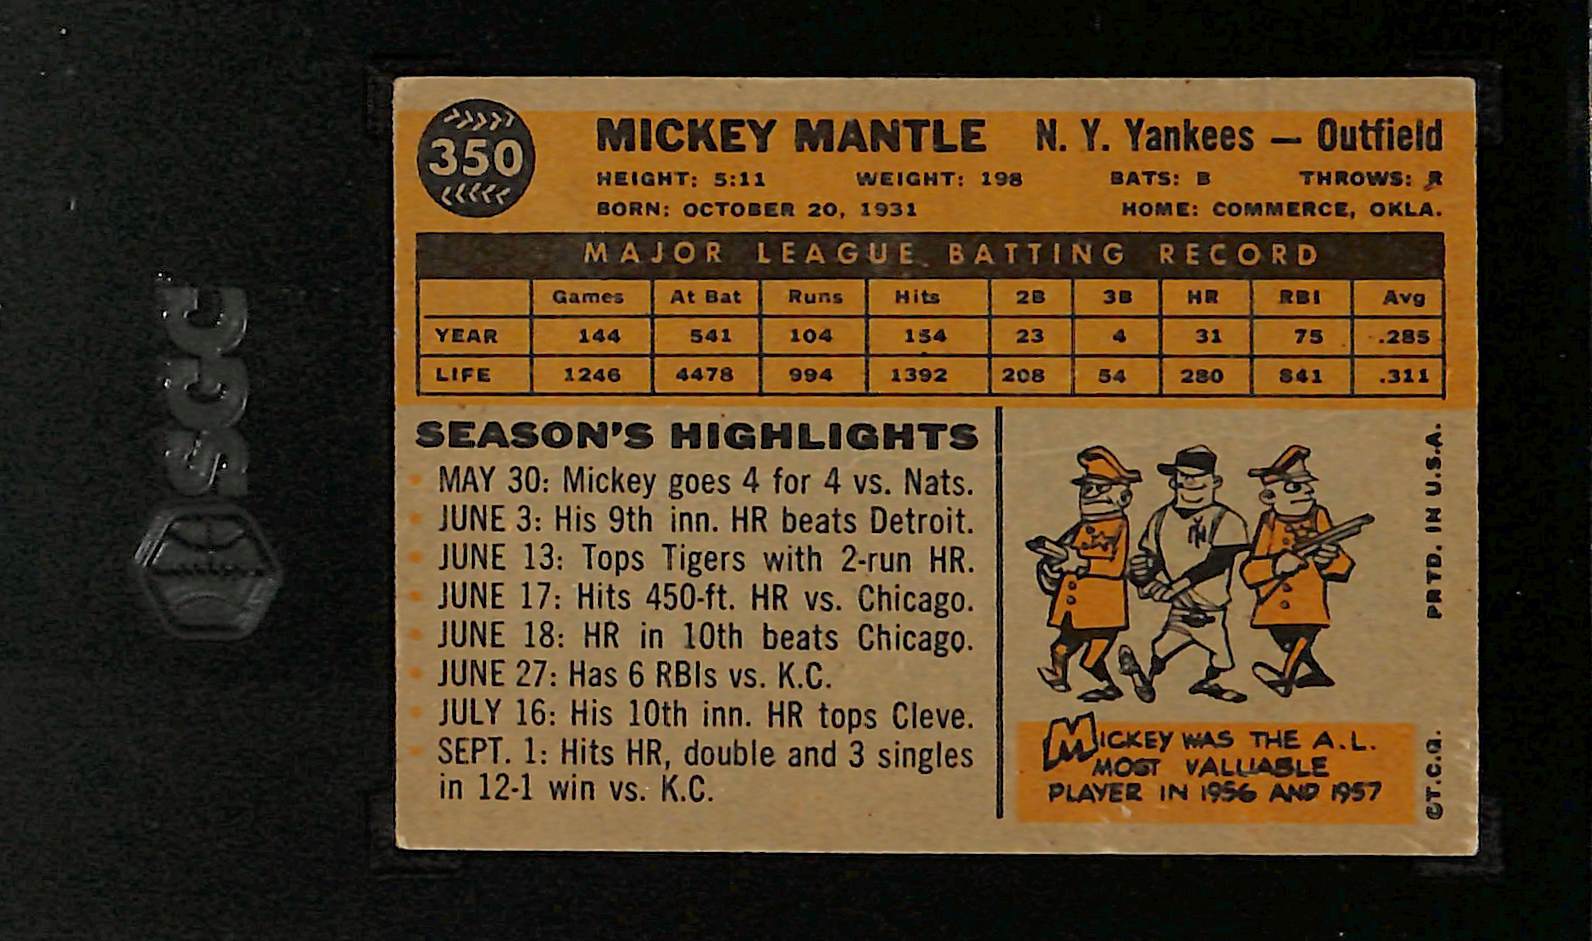 350
MICKEY MANTLE N. Y. Yankees — Outfield
HEIGHT: 5:11 WEIGHT: 198 BATS: B THROWS: R
BORN: OCTOBER 20, 1931 HOME: COMMERCE, OKLA.
MAJOR LEAGUE BATTING RECORD
Games At Bat Runs Hits 2B 3B HR RBI Avg
YEAR 144 541 104 154 23 4 31 75 .285
LIFE 1246 4478 994 1392 208 54 280 841 .311
SEASON'S HIGHLIGHTS
MAY 30: Mickey goes 4 for 4 vs. Nats.
JUNE 3: His 9th inn. HR beats Detroit.
JUNE 13: Tops Tigers with 2-run HR.
JUNE 17: Hits 450-ft. HR vs. Chicago.
JUNE 18: HR in 10th beats Chicago.
JUNE 27: Has 6 RBIs vs. K.C.
JULY 16: His 10th inn. HR tops Cleve.
SEPT. 1: Hits HR, double and 3 singles
in 12-1 win vs. K.C.
NY
MICKEY WAS THE A.L.
MOST VALUABLE
PLAYER IN 1956 AND 1957
©T.C.G. PRTD. IN U.S.A.
SGC